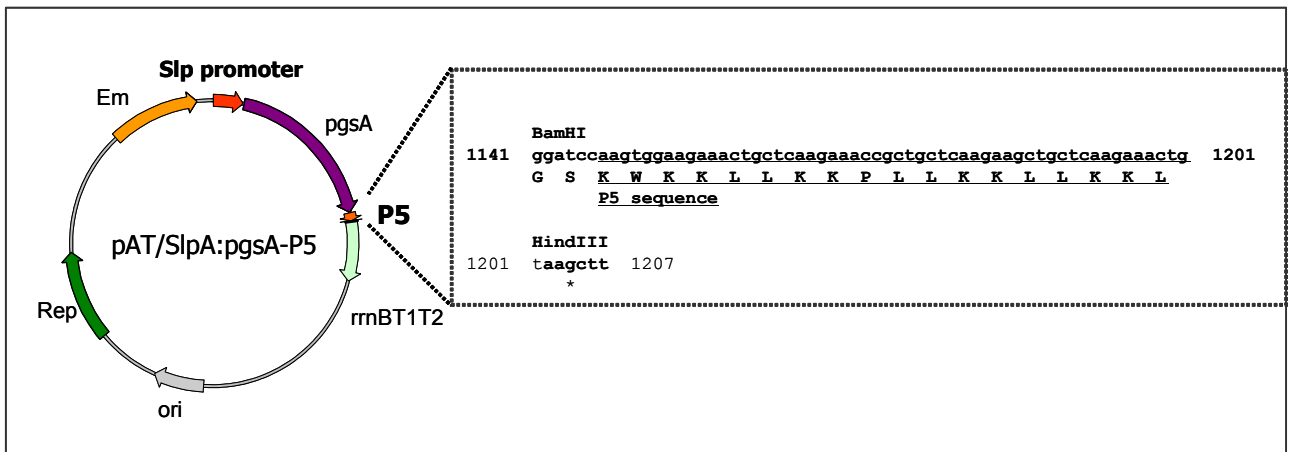 Slp promoter
Em
pgsA
P5
pAT/SlpA:pgsA-P5
Rep
rrnBT1T2
ori
BamHI
1141 ggatccaagtggaagaaactgctcaagaaaccgctgctcaagaagctgctcaagaaactg 1201
G S K W K K L L K K P L L K K L L K K L
P5 sequence
HindIII
1201 taagctt 1207
*